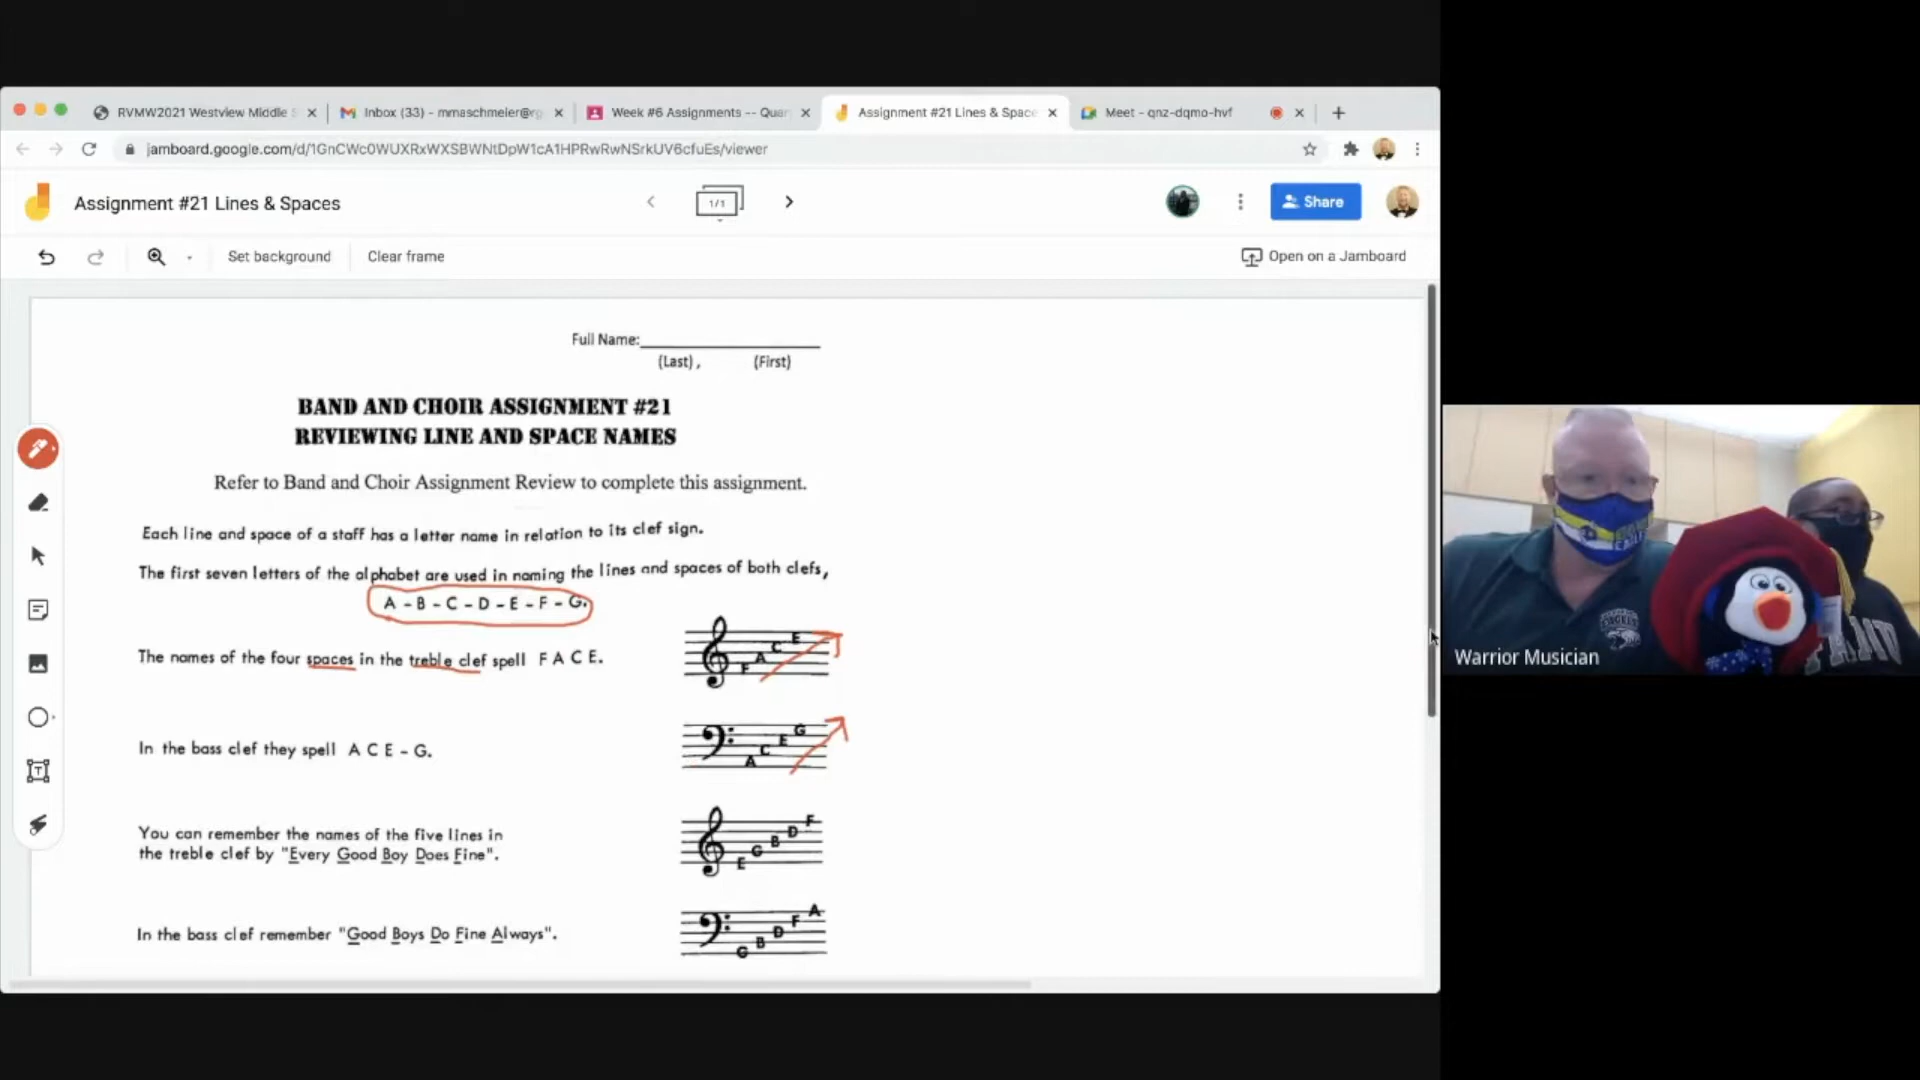 RVMW2021 Westview Middle S
Inbox (33) - mmaschmeier@rp
Week #6 Assignments -- Quar
Assignment #21 Lines & Space
Meet - qnz-dqmo-hvf
jamboard.google.com/d/1GnCWc0WUXRxWXSBWNtDpW1cA1HPRwRwNSrkUV6cfuEs/viewer
Assignment #21 Lines & Spaces
1/1
Share
Set background
Clear frame
Open on a Jamboard
Full Name:
(Last), (First)
BAND AND CHOIR ASSIGNMENT #21
REVIEWING LINE AND SPACE NAMES
Refer to Band and Choir Assignment Review to complete this assignment.
Each line and space of a staff has a letter name in relation to its clef sign.
The first seven letters of the alphabet are used in naming the lines and spaces of both clefs,
A - B - C - D - E - F - G.
The names of the four spaces in the treble clef spell F A C E.
F A C E
In the bass clef they spell A C E - G.
A C E G
You can remember the names of the five lines in
the treble clef by "Every Good Boy Does Fine".
E G B D F
In the bass clef remember "Good Boys Do Fine Always".
G B D F A
Warrior Musician